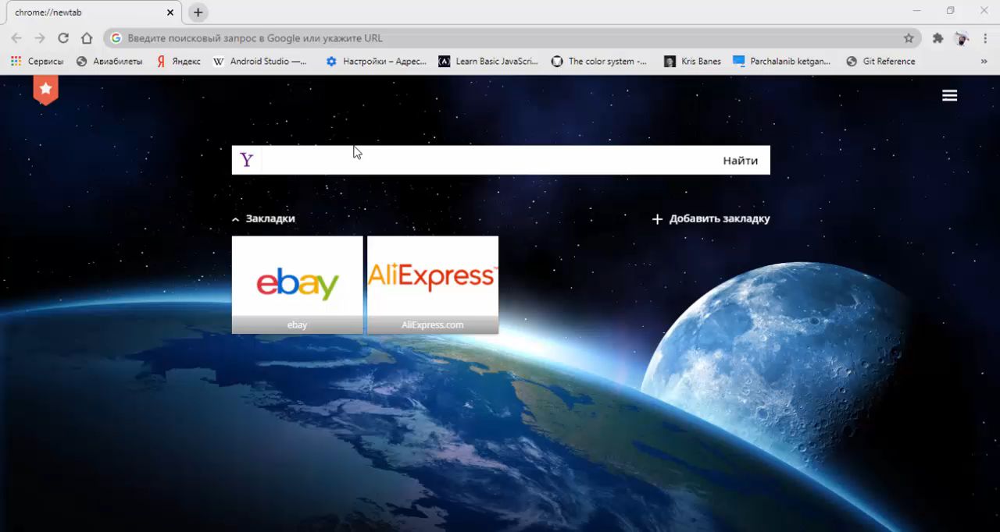 chrome://newtab
Введите поисковый запрос в Google или укажите URL
Сервисы
Авиабилеты
Яндекс
Android Studio —...
Настройки – Адрес...
Learn Basic JavaScri...
The color system -...
Kris Banes
Parchalanib ketgan...
Git Reference
»
Y
Найти
Закладки
Добавить закладку
ebay
AliExpress™
ebay
AliExpress.com